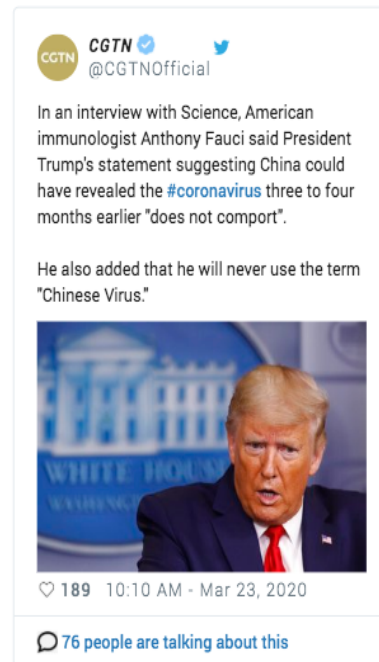 CGTN
CGTN
@CGTNOfficial
In an interview with Science, American
immunologist Anthony Fauci said President
Trump's statement suggesting China could
have revealed the #coronavirus three to four
months earlier "does not comport".
He also added that he will never use the term
"Chinese Virus."
WHITE HOUSE
189 10:10 AM - Mar 23, 2020
76 people are talking about this